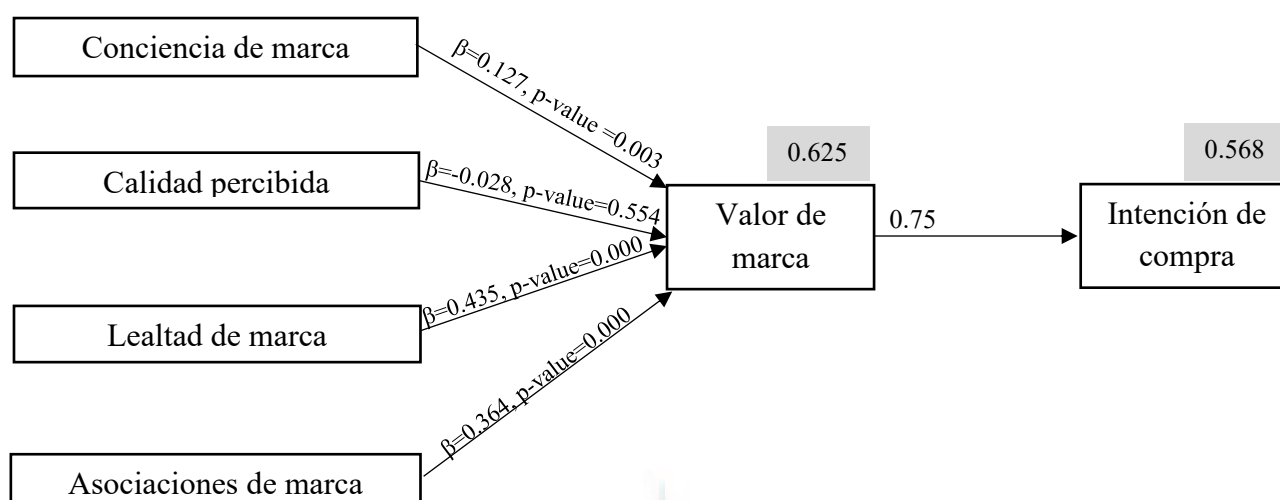 Conciencia de marca
β=0.127, p-value =0.003
Calidad percibida
β=-0.028, p-value=0.554
Lealtad de marca
β=0.435, p-value=0.000
Asociaciones de marca
β=0.364, p-value=0.000
0.625
Valor de
marca
0.75
0.568
Intención de
compra